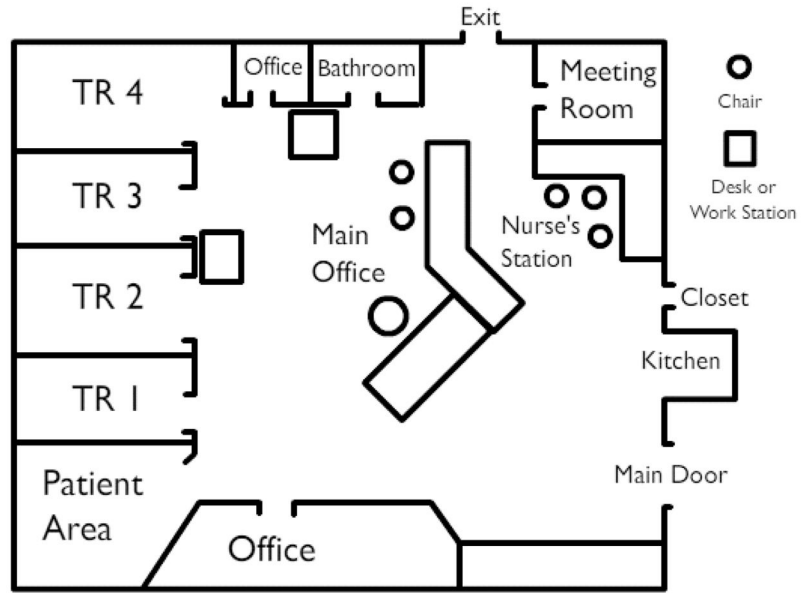 Exit
Office
Bathroom
Meeting
Room
TR 4
Chair
TR 3
Desk or
Work Station
Main
Office
Nurse's
Station
TR 2
Closet
Kitchen
TR 1
Main Door
Patient
Area
Office